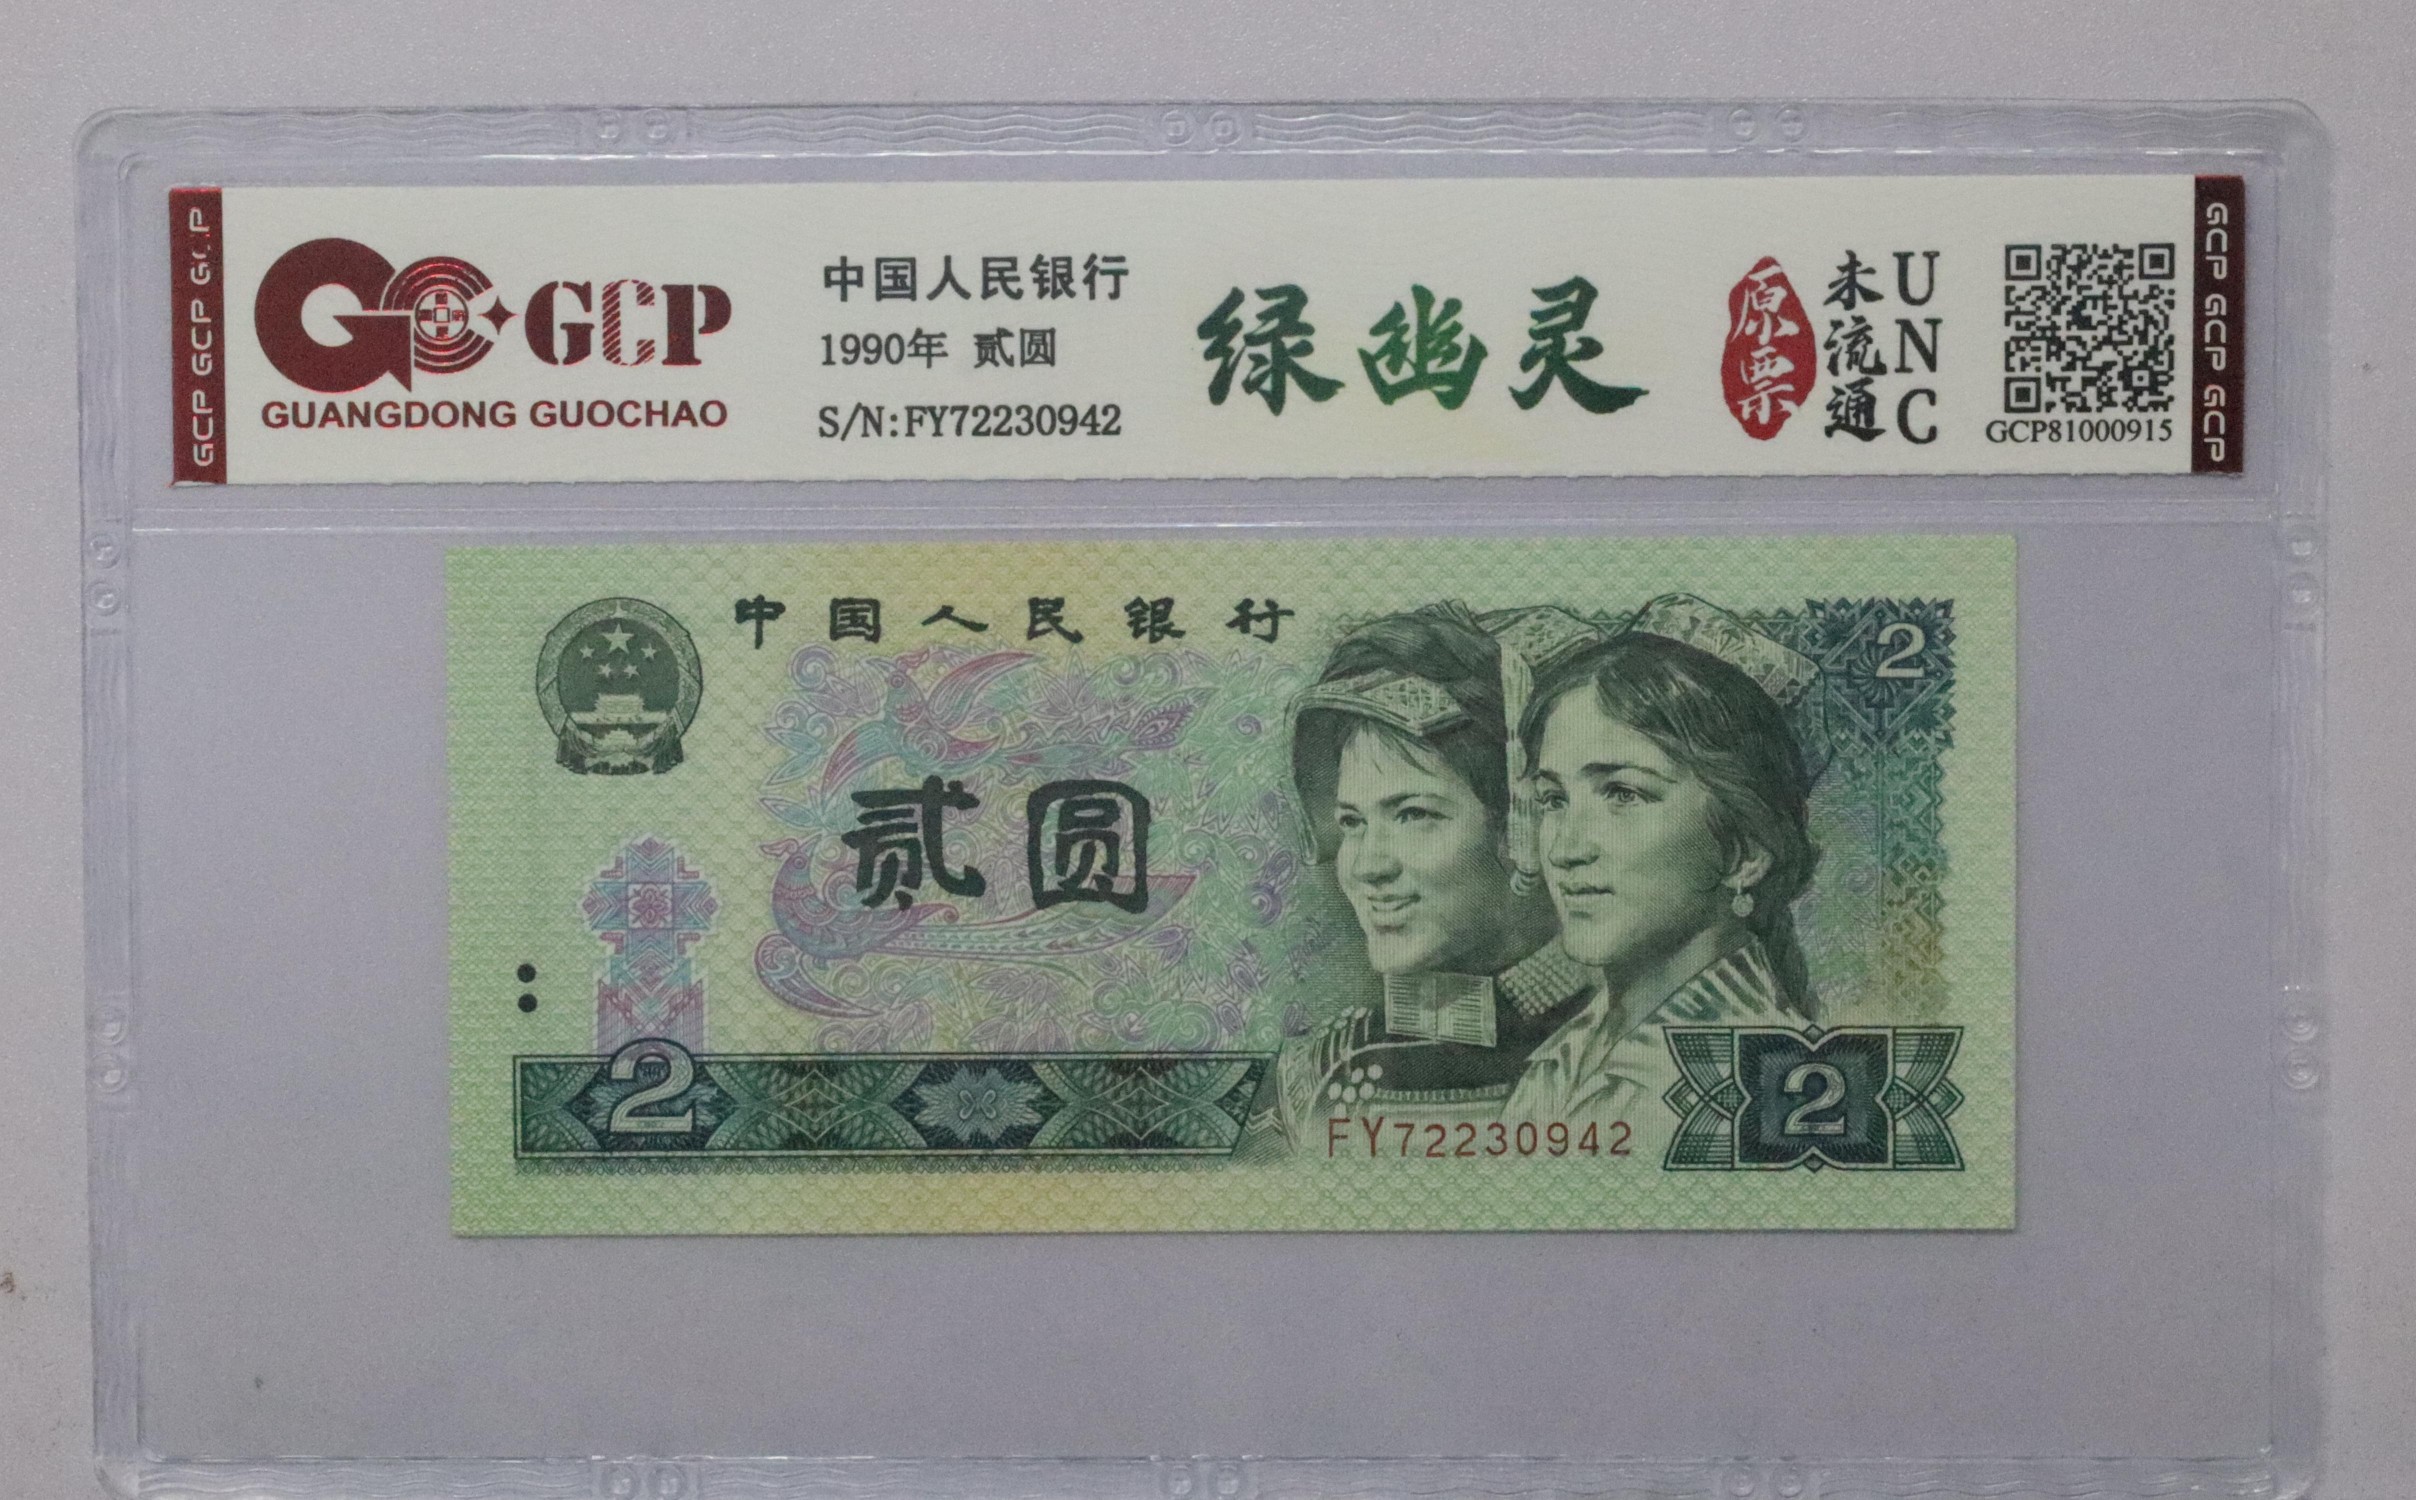 GCP GCP GCP
GCP
GUANGDONG GUOCHAO
中国人民银行
1990年 贰圆
S/N:FY72230942
绿幽灵
原票
未流通
UNC
GCP81000915
GCP GCP GCP
中国人民银行
2
贰圆
2
FY72230942
2